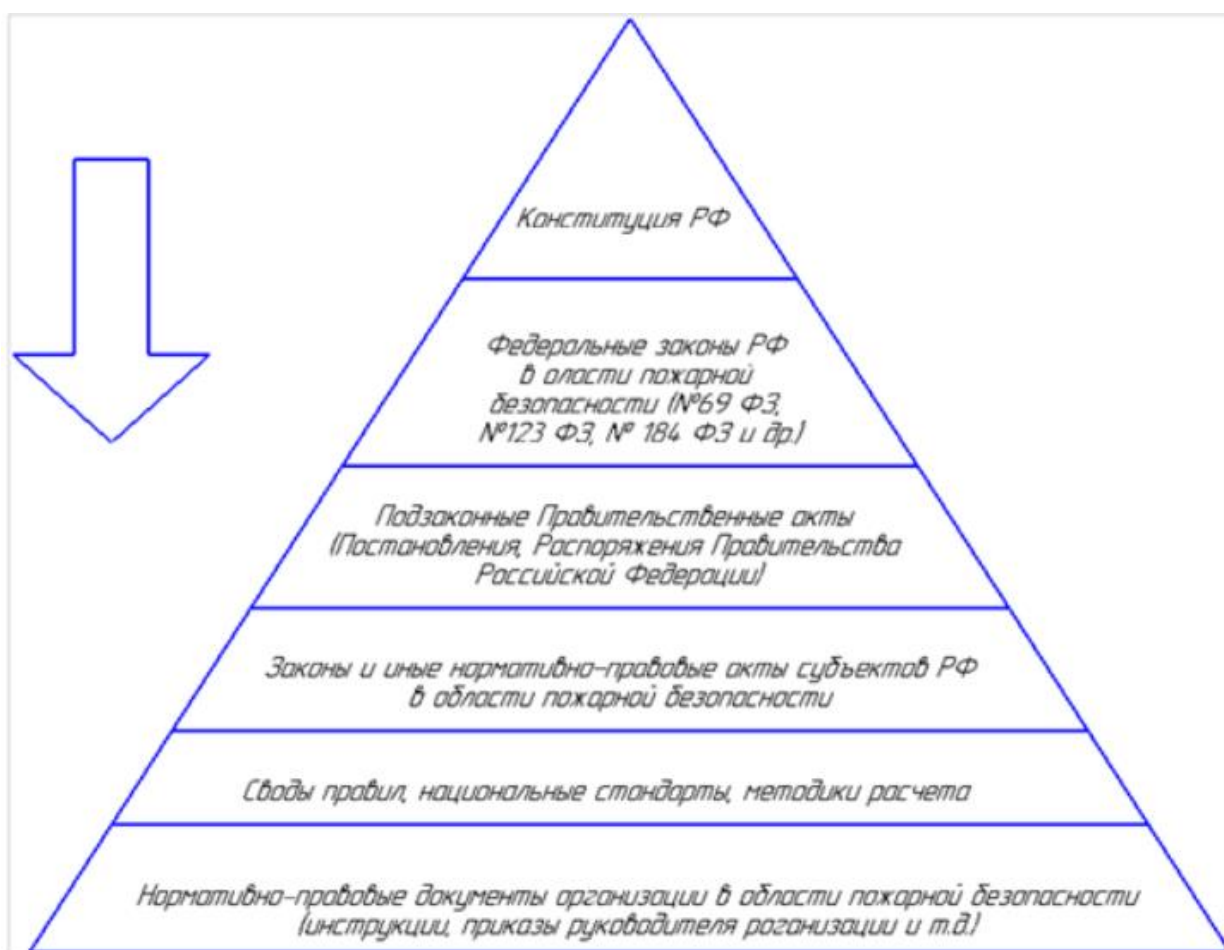 Конституция РФ
Федеральные законы РФ
в оласти пожарной
безопасности (№69 ФЗ,
№123 ФЗ, № 184 ФЗ и др.)
Подзаконные Правительственные акты
(Постановления, Распоряжения Правительства
Российской Федерации)
Законы и иные нормативно-правовые акты субъектов РФ
в области пожарной безопасности
Своды правил, национальные стандарты, методики расчета
Нормативно-правовые документы организации в области пожарной безопасности
(инструкции, приказы руководителя роганизации и т.д.)